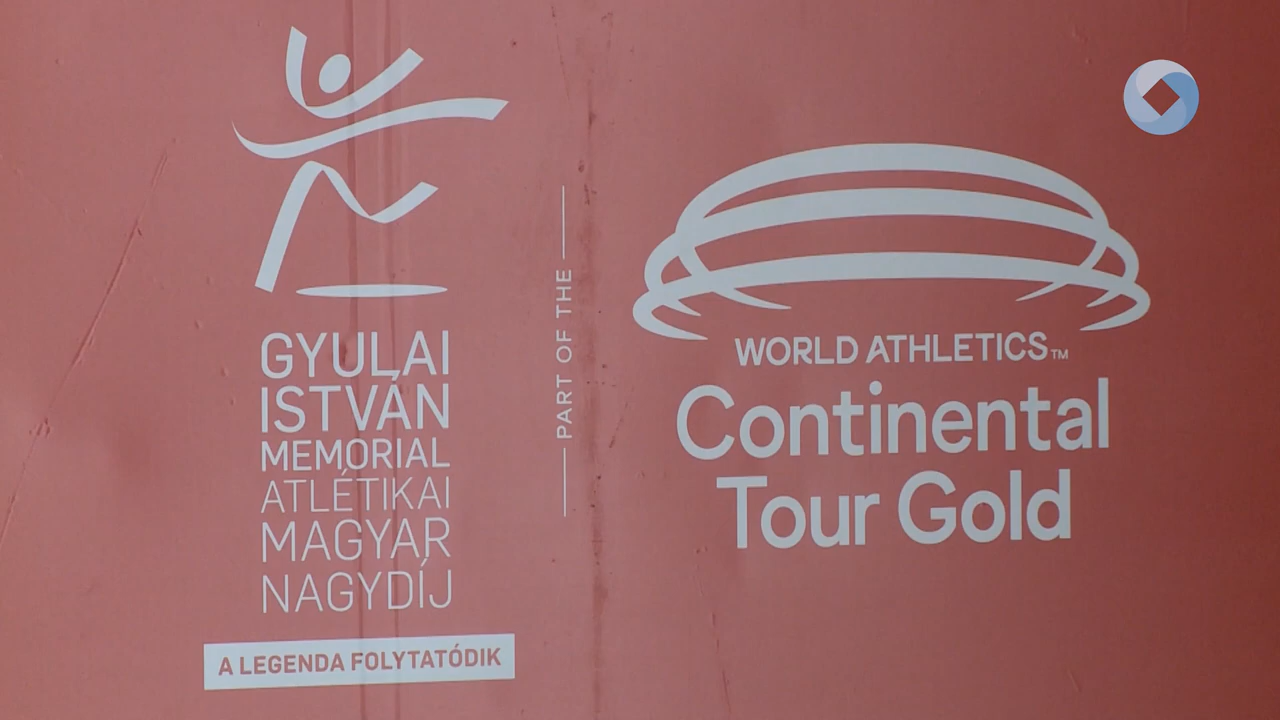 GYULAI
ISTVÁN
MEMORIAL
ATLÉTIKAI
MAGYAR
NAGYDÍJ
A LEGENDA FOLYTATÓDIK
PART OF THE
WORLD ATHLETICS™
Continental
Tour Gold